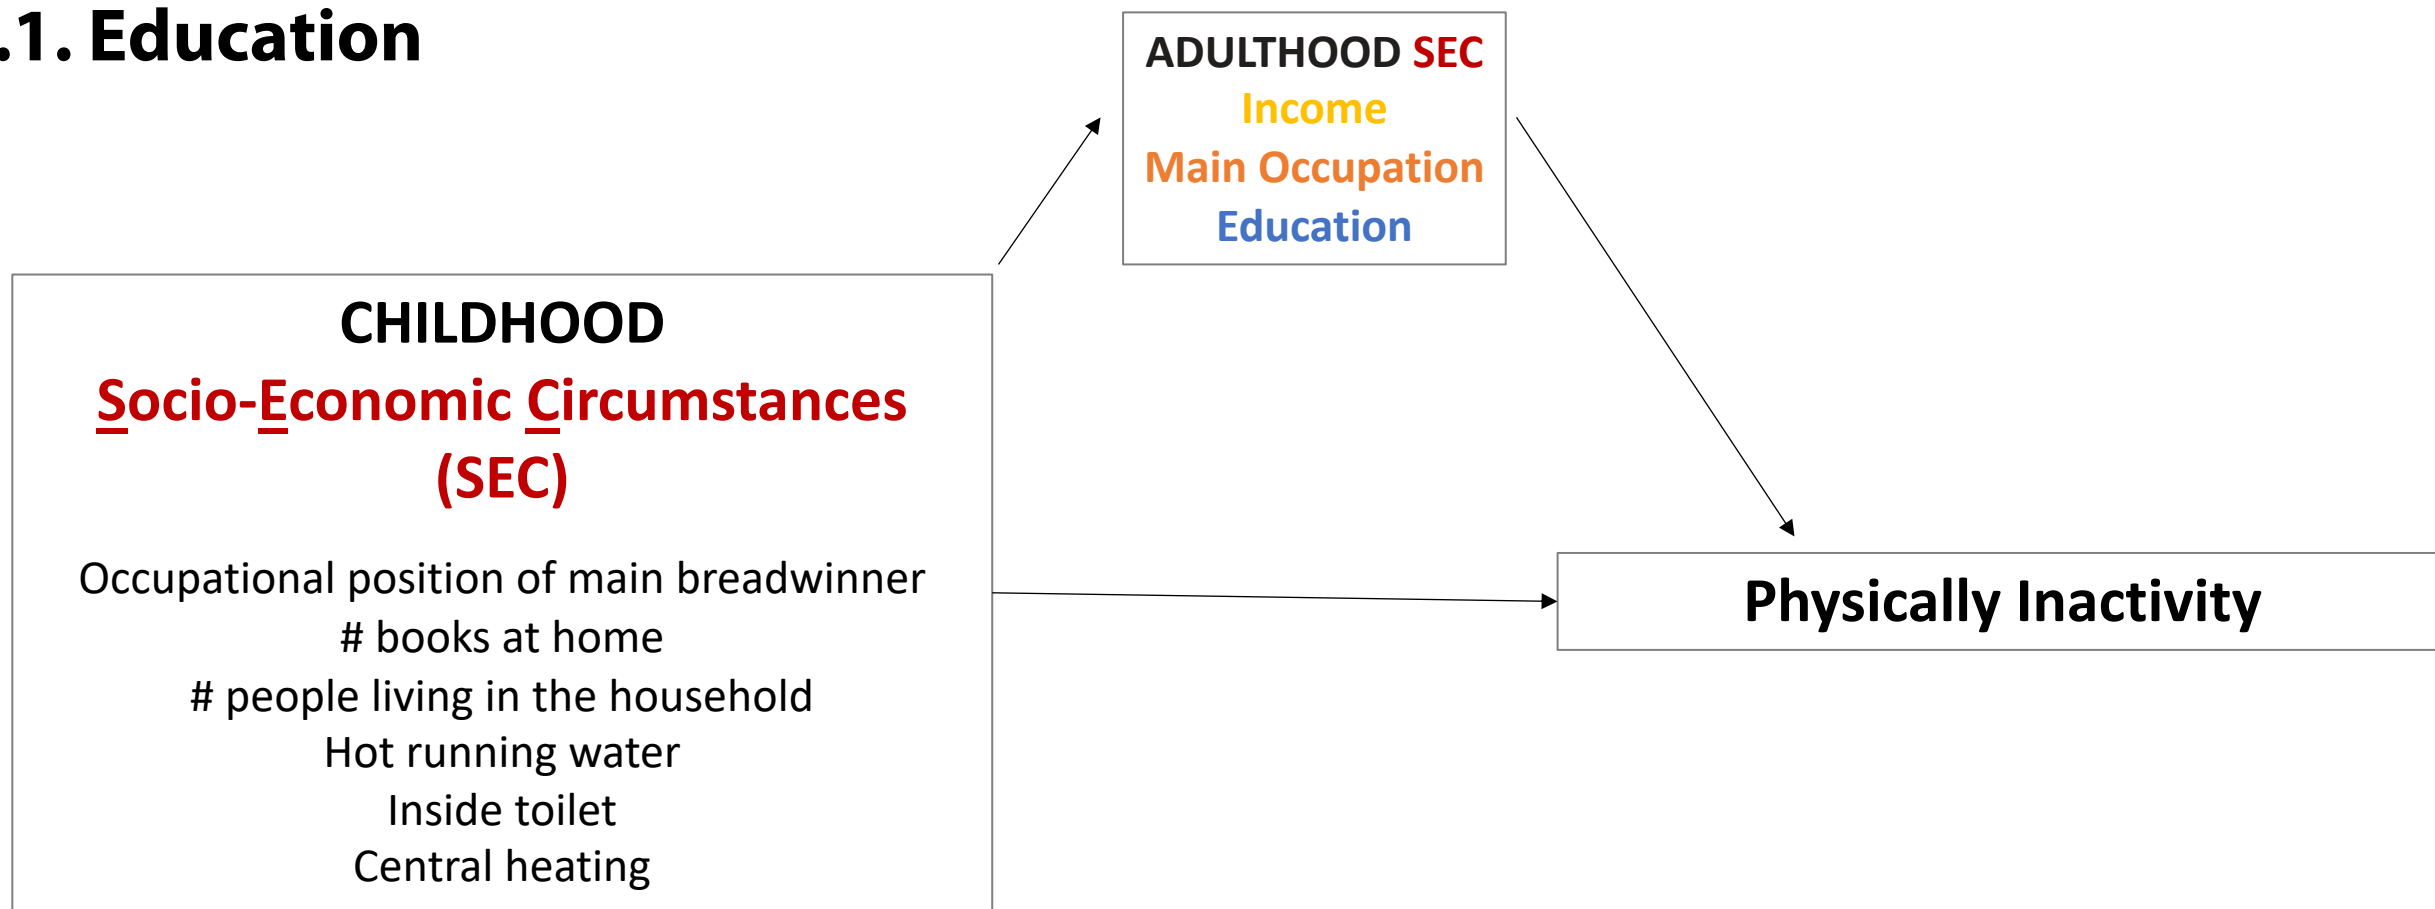 .1. Education
ADULTHOOD SEC
Income
Main Occupation
Education
CHILDHOOD
Socio-Economic Circumstances
(SEC)
Occupational position of main breadwinner
# books at home
# people living in the household
Hot running water
Inside toilet
Central heating
Physically Inactivity